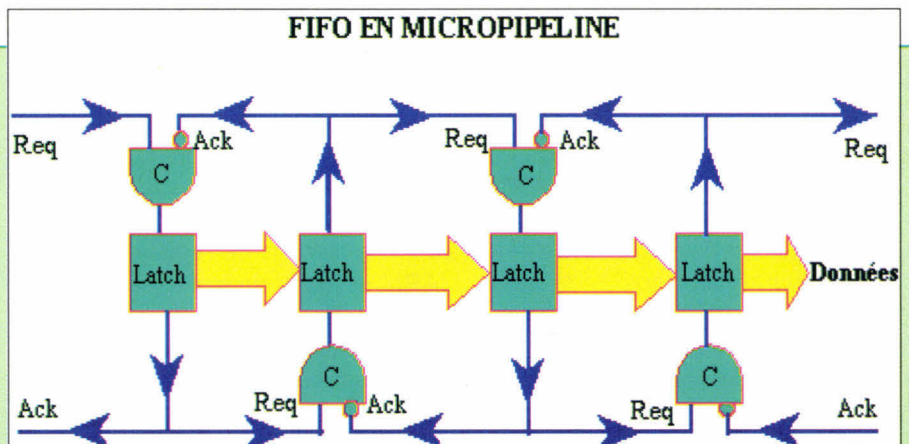 FIFO EN MICROPIPELINE
Req
Ack
Req
Ack
Req
C
C
Latch
Latch
Latch
Latch
Données
C
C
Ack
Req
Ack
Req
Ack